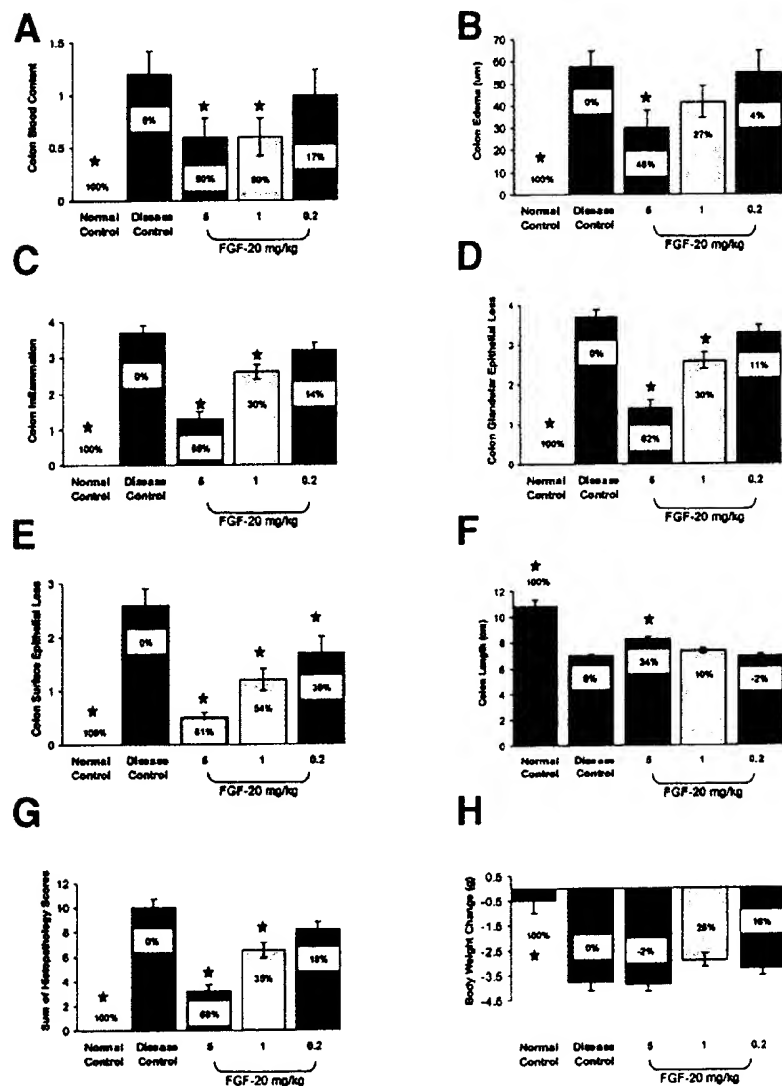 A
Colon Blood Content
1.5
1
0.5
0
★ 100%
0%
★ 50%
★ 50%
17%
Normal Control
Disease Control
5
1
0.2
FGF-20 mg/kg
B
Colon Edema (um)
70
60
50
40
30
20
10
0
★ 100%
0%
★ 48%
27%
4%
Normal Control
Disease Control
5
1
0.2
FGF-20 mg/kg
C
Colon Inflammation
4
3
2
1
0
★ 100%
0%
★
★ 30%
14%
Normal Control
Disease Control
5
1
0.2
FGF-20 mg/kg
D
Colon Glandular Epithelial Loss
4
3
2
1
0
★ 100%
0%
★ 62%
★ 30%
11%
Normal Control
Disease Control
5
1
0.2
FGF-20 mg/kg
E
Colon Surface Epithelial Loss
3
2
1
0
★ 100%
0%
★ 81%
★ 54%
★
Normal Control
Disease Control
5
1
0.2
FGF-20 mg/kg
F
Colon Length (cm)
12
10
8
6
4
2
0
★ 100%
0%
★ 34%
10%
-2%
Normal Control
Disease Control
5
1
0.2
FGF-20 mg/kg
G
Sum of Histopathology Scores
12
10
8
6
4
2
0
★ 100%
0%
★
★
18%
Normal Control
Disease Control
5
1
0.2
FGF-20 mg/kg
H
Body Weight Change (g)
0.5
-0.5
-1.5
-2.5
-3.5
-4.5
100% ★
0%
-2%
25%
16%
Normal Control
Disease Control
5
1
0.2
FGF-20 mg/kg